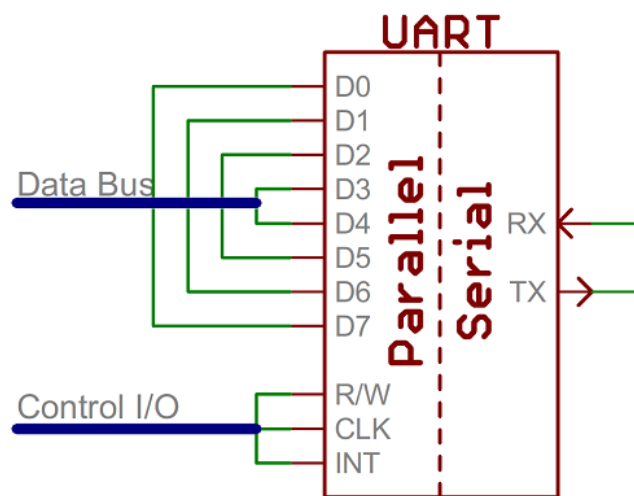 UART
D0
D1
D2
D3
Data Bus
D4
D5
D6
D7
Parallel
Serial
RX
TX
R/W
Control I/O
CLK
INT